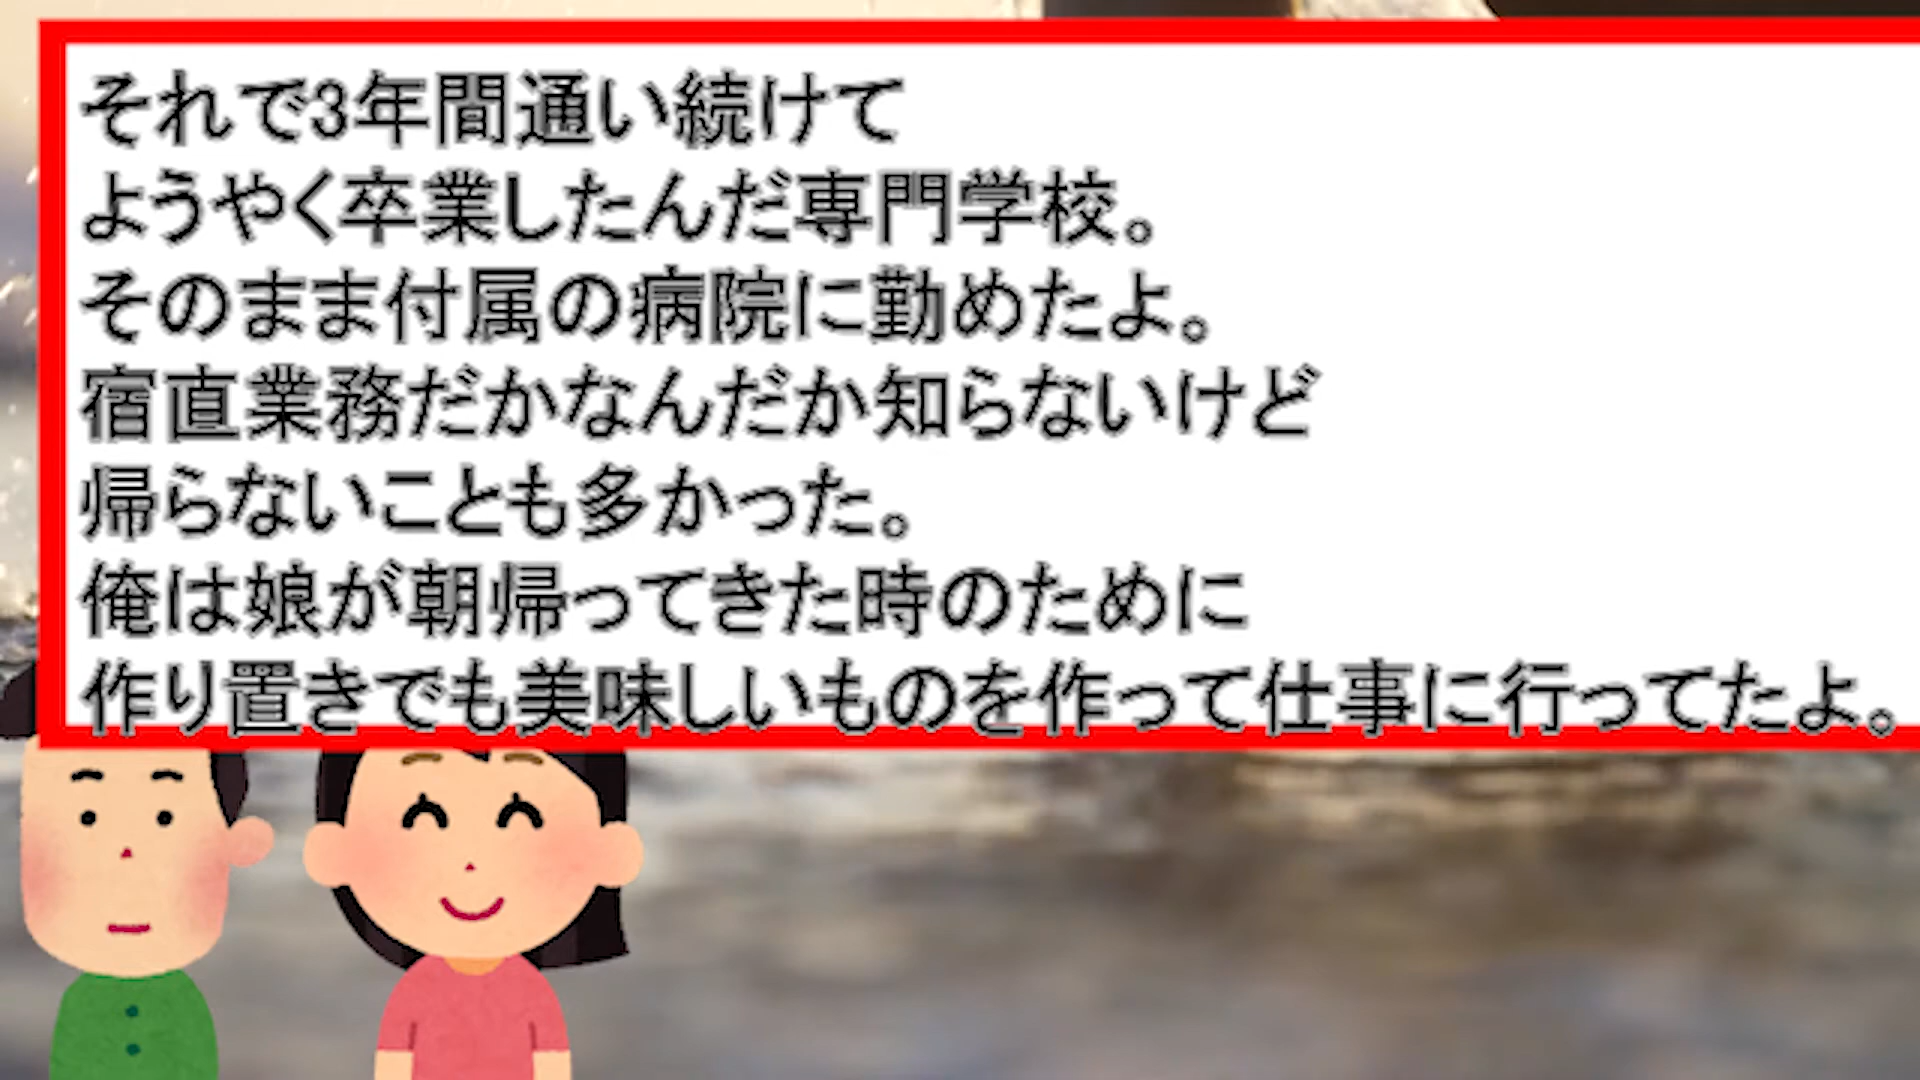 それで3年間通い続けて
ようやく卒業したんだ専門学校。
そのまま付属の病院に勤めたよ。
宿直業務だかなんだか知らないけど
帰らないことも多かった。
俺は娘が朝帰ってきた時のために
作り置きでも美味しいものを作って仕事に行ってたよ。